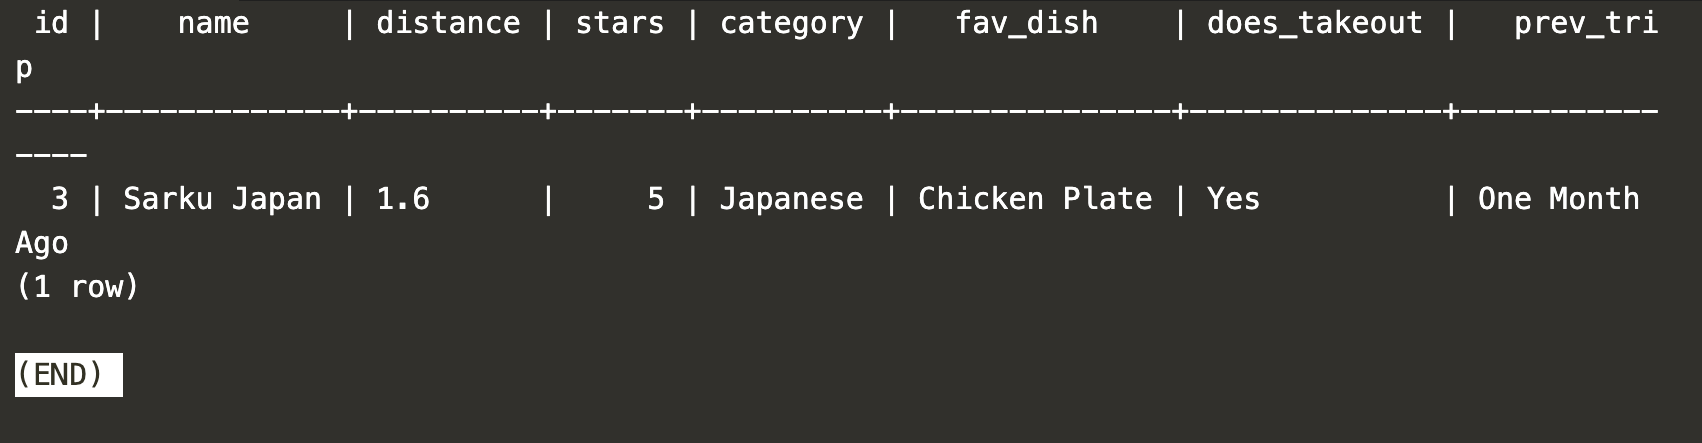 id |    name     | distance | stars | category |   fav_dish    | does_takeout |   prev_tri
p
----+-------------+----------+-------+----------+---------------+--------------+-----------
----
  3 | Sarku Japan | 1.6      |     5 | Japanese | Chicken Plate | Yes          | One Month
Ago
(1 row)

(END)